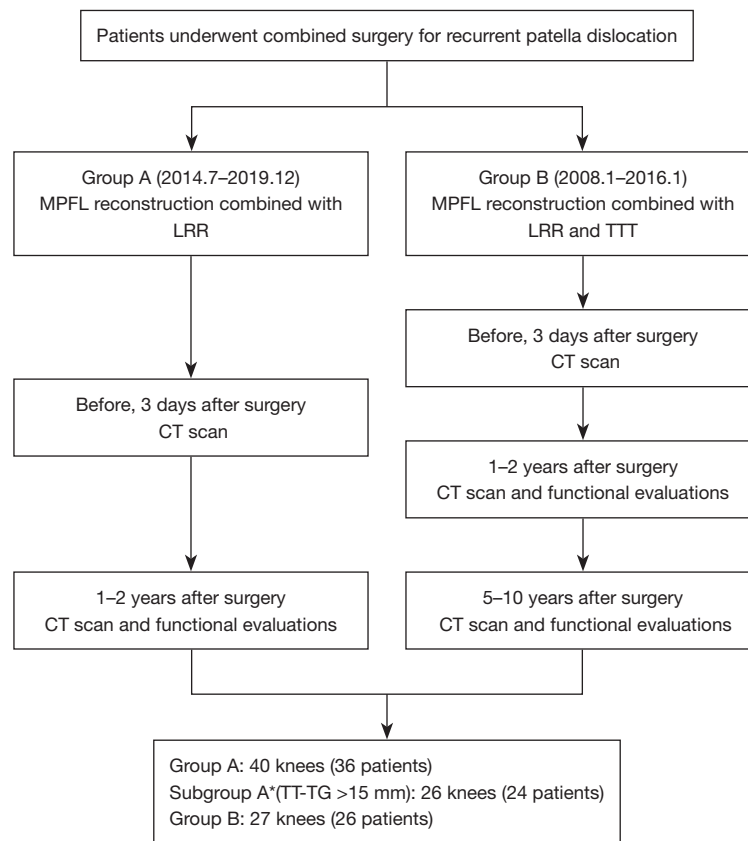 Patients underwent combined surgery for recurrent patella dislocation
Group A (2014.7–2019.12)
MPFL reconstruction combined with
LRR
Group B (2008.1–2016.1)
MPFL reconstruction combined with
LRR and TTT
Before, 3 days after surgery
CT scan
Before, 3 days after surgery
CT scan
1–2 years after surgery
CT scan and functional evaluations
1–2 years after surgery
CT scan and functional evaluations
5–10 years after surgery
CT scan and functional evaluations
Group A: 40 knees (36 patients)
Subgroup A*(TT-TG >15 mm): 26 knees (24 patients)
Group B: 27 knees (26 patients)